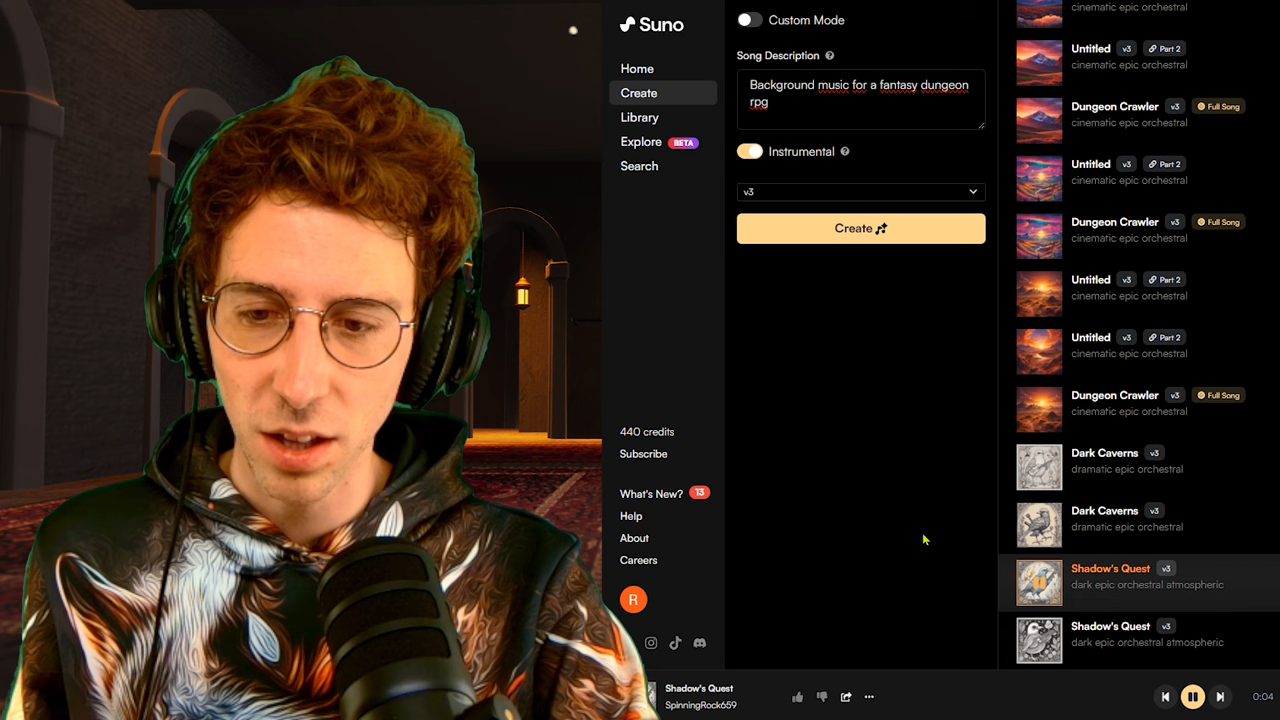 Suno
Home
Create
Library
Explore BETA
Search
440 credits
Subscribe
What's New? 13
Help
About
Careers
R
Custom Mode
Song Description
Background music for a fantasy dungeon
rpg
Instrumental
v3
Create
cinematic epic orchestral
Untitled v3 Part 2
cinematic epic orchestral
Dungeon Crawler v3 Full Song
cinematic epic orchestral
Untitled v3 Part 2
cinematic epic orchestral
Dungeon Crawler v3 Full Song
cinematic epic orchestral
Untitled v3 Part 2
cinematic epic orchestral
Untitled v3 Part 2
cinematic epic orchestral
Dungeon Crawler v3 Full Song
cinematic epic orchestral
Dark Caverns v3
dramatic epic orchestral
Dark Caverns v3
dramatic epic orchestral
Shadow's Quest v3
dark epic orchestral atmospheric
Shadow's Quest v3
dark epic orchestral atmospheric
Shadow's Quest
SpinningRock659
0:04